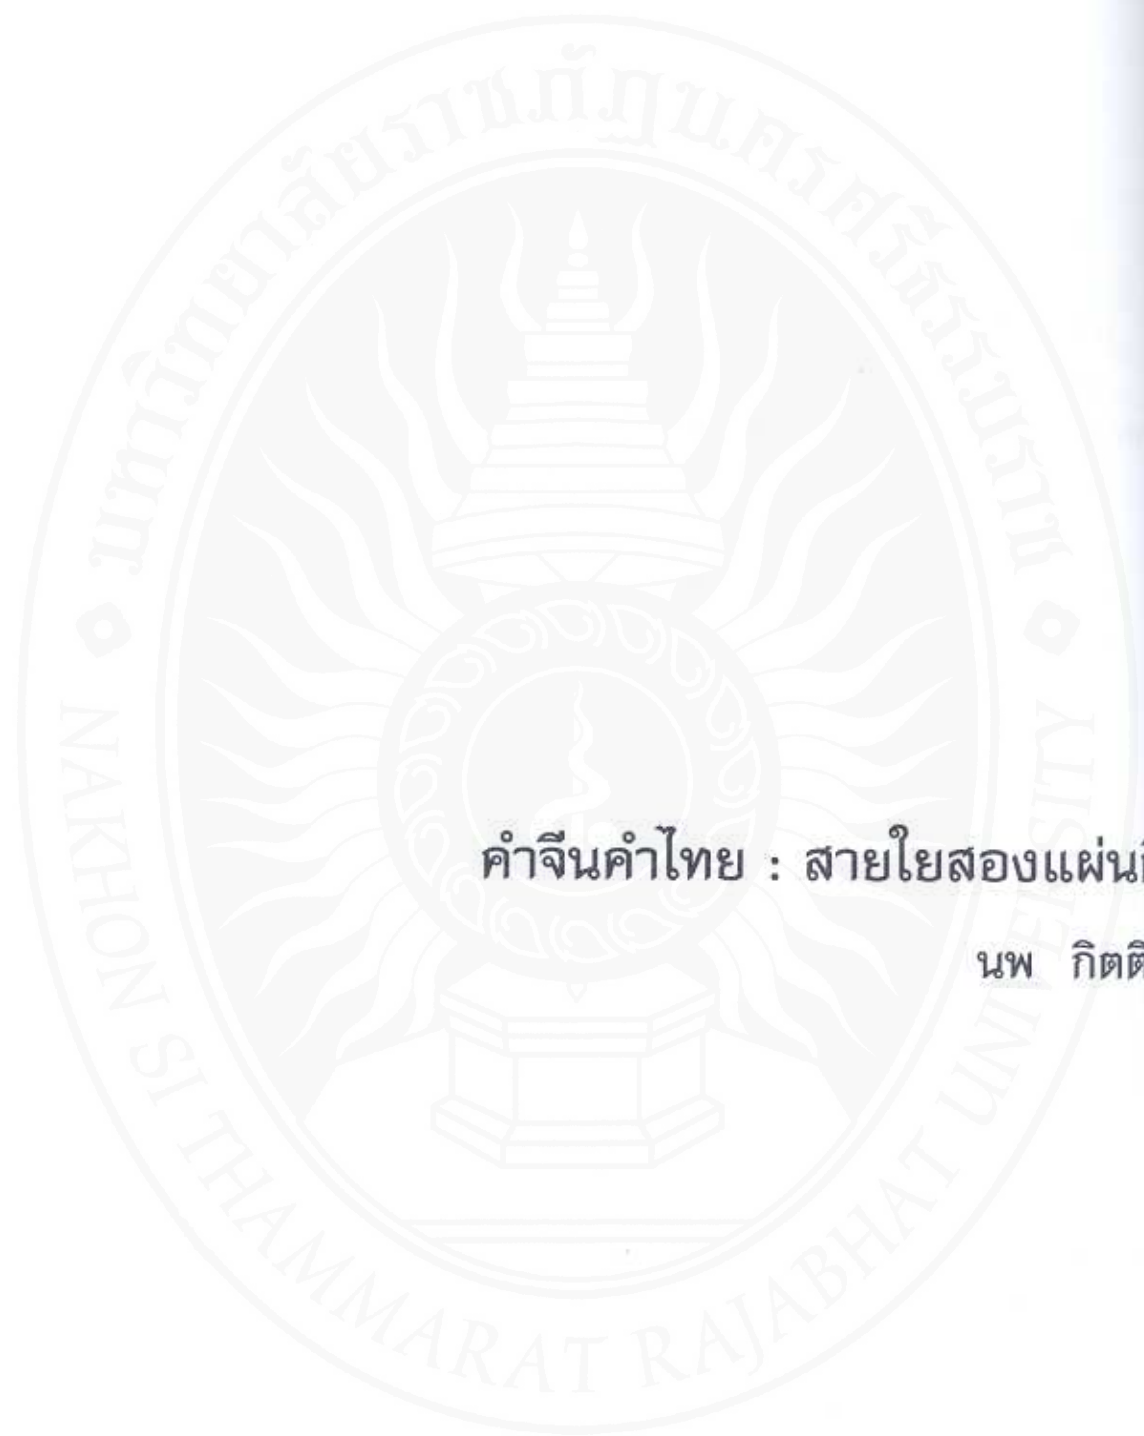 มหาวิทยาลัยราชภัฏนครศรีธรรมราช
คำจีนคำไทย : สายใยสองแผ่น
นพ กิตติ
NAKHON SI THAMMARAT RAJABHAT UNIVERSITY